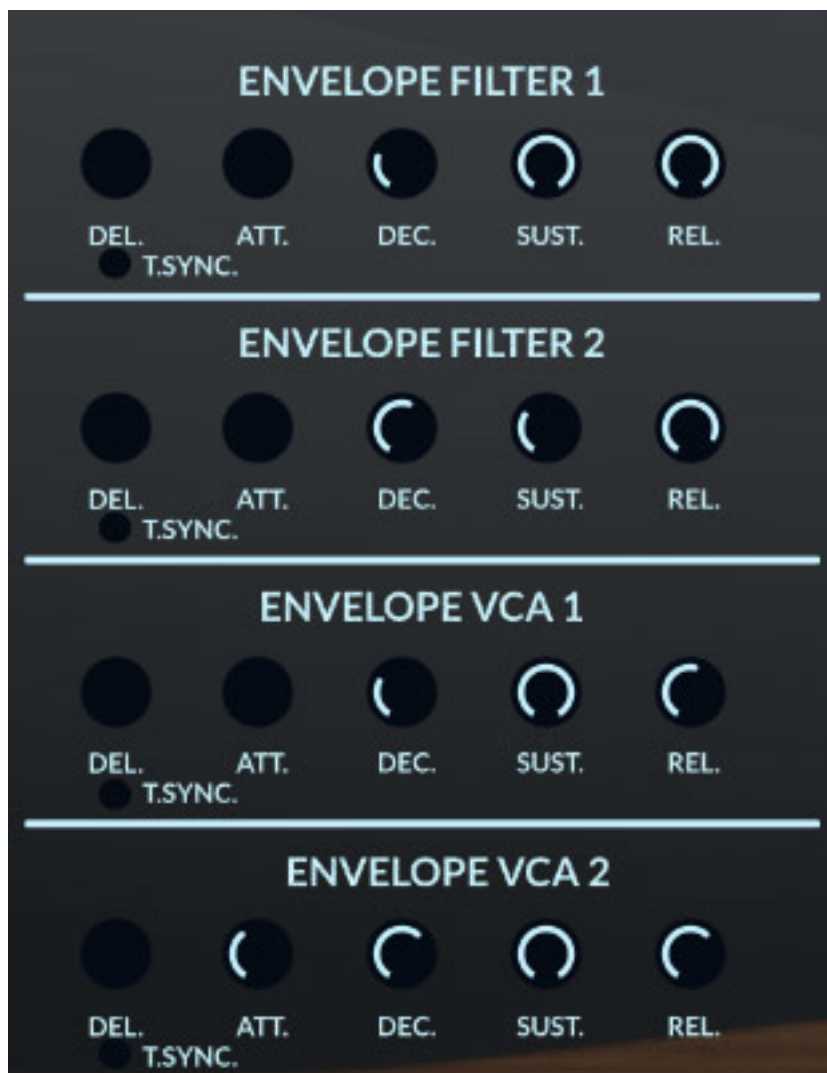 ENVELOPE FILTER 1
DEL. ATT. DEC. SUST. REL.
T.SYNC.
ENVELOPE FILTER 2
DEL. ATT. DEC. SUST. REL.
T.SYNC.
ENVELOPE VCA 1
DEL. ATT. DEC. SUST. REL.
T.SYNC.
ENVELOPE VCA 2
DEL. ATT. DEC. SUST. REL.
T.SYNC.